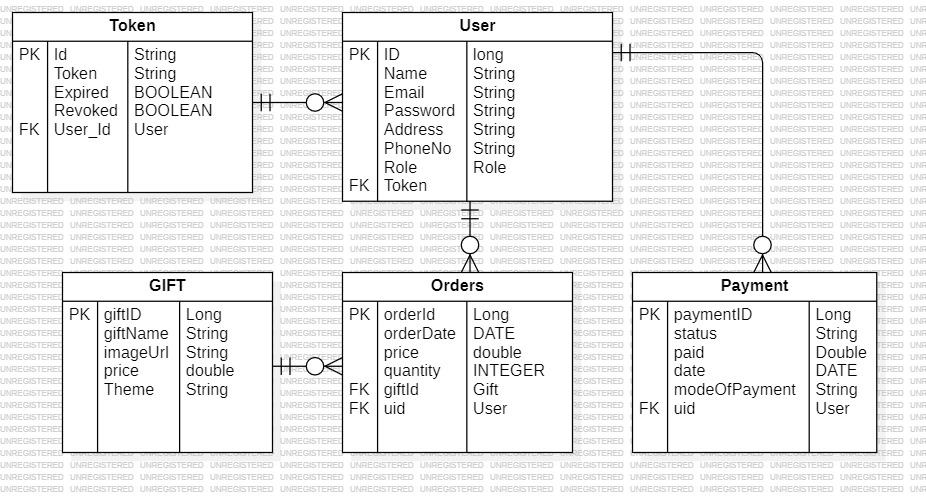 Token
PK Id String
Token String
Expired BOOLEAN
Revoked BOOLEAN
FK User_Id User
User
PK ID long
Name String
Email String
Password String
Address String
PhoneNo String
Role Role
FK Token
GIFT
PK giftID Long
giftName String
imageUrl String
price double
Theme String
Orders
PK orderId Long
orderDate DATE
price double
quantity INTEGER
FK giftId Gift
FK uid User
Payment
PK paymentID Long
status String
paid Double
date DATE
modeOfPayment String
FK uid User
UNREGISTERED